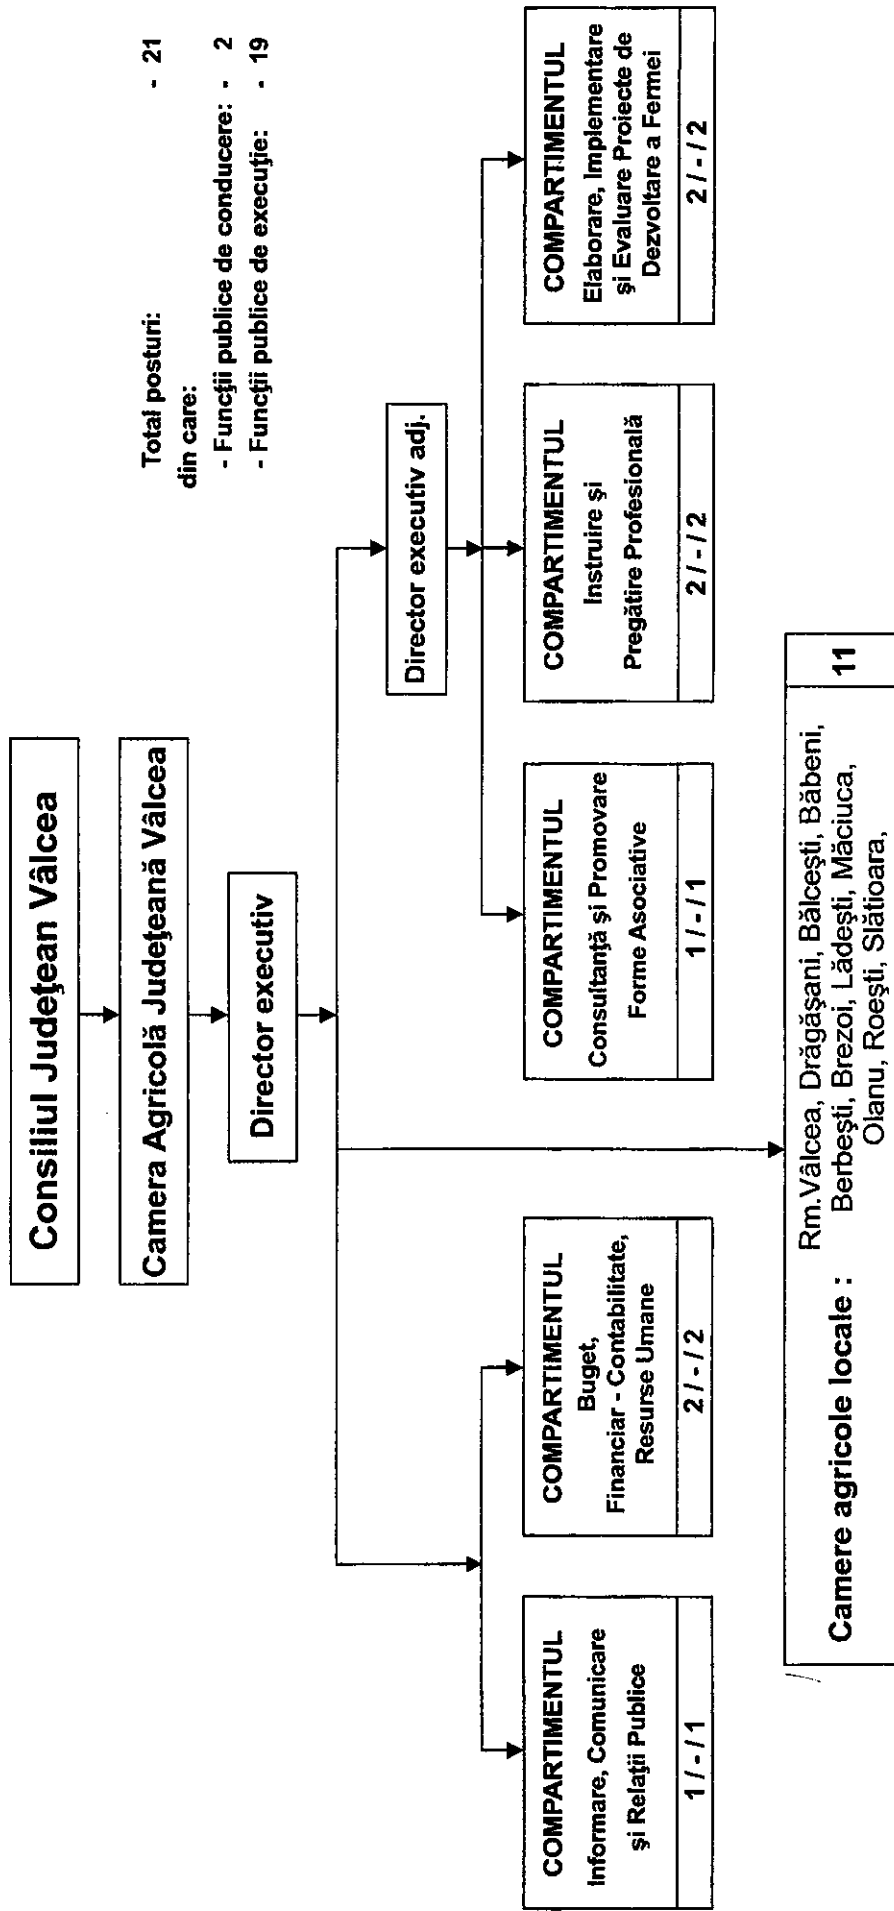 Consiliul Judeţean Vâlcea
Camera Agricolă Judeţeană Vâlcea
Director executiv
Total posturi: - 21
din care:
- Funcţii publice de conducere: - 2
- Funcţii publice de execuţie: - 19
Director executiv adj.
COMPARTIMENTUL
Informare, Comunicare
şi Relaţii Publice
1 / - / 1
COMPARTIMENTUL
Buget,
Financiar - Contabilitate,
Resurse Umane
2 / - / 2
COMPARTIMENTUL
Consultanţă şi Promovare
Forme Asociative
1 / - / 1
COMPARTIMENTUL
Instruire şi
Pregătire Profesională
2 / - / 2
COMPARTIMENTUL
Elaborare, Implementare
şi Evaluare Proiecte de
Dezvoltare a Fermei
2 / - / 2
Rm.Vâlcea, Drăgăşani, Bălceşti, Băbeni,
Camere agricole locale : Berbeşti, Brezoi, Lădeşti, Măciuca,
Olanu, Roeşti, Slătioara,
11